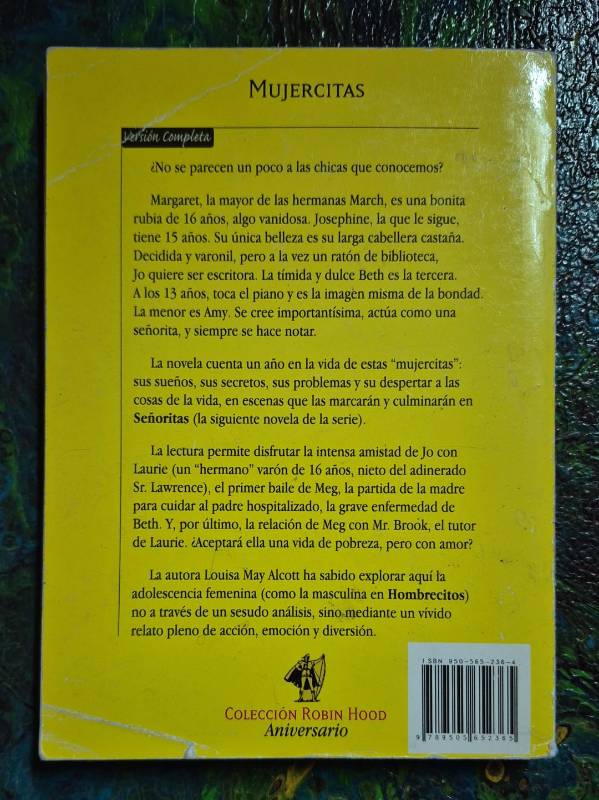 MUJERCITAS
Versión Completa
¿No se parecen un poco a las chicas que conocemos?
Margaret, la mayor de las hermanas March, es una bonita
rubia de 16 años, algo vanidosa. Josephine, la que le sigue,
tiene 15 años. Su única belleza es su larga cabellera castaña.
Decidida y varonil, pero a la vez un ratón de biblioteca,
Jo quiere ser escritora. La tímida y dulce Beth es la tercera.
A los 13 años, toca el piano y es la imagen misma de la bondad.
La menor es Amy. Se cree importantísima, actúa como una
señorita, y siempre se hace notar.
La novela cuenta un año en la vida de estas “mujercitas”:
sus sueños, sus secretos, sus problemas y su despertar a las
cosas de la vida, en escenas que las marcarán y culminarán en
Señoritas (la siguiente novela de la serie).
La lectura permite disfrutar la intensa amistad de Jo con
Laurie (un “hermano” varón de 16 años, nieto del adinerado
Sr. Lawrence), el primer baile de Meg, la partida de la madre
para cuidar al padre hospitalizado, la grave enfermedad de
Beth. Y, por último, la relación de Meg con Mr. Brook, el tutor
de Laurie. ¿Aceptará ella una vida de pobreza, pero con amor?
La autora Louisa May Alcott ha sabido explorar aquí la
adolescencia femenina (como la masculina en Hombrecitos)
no a través de un sesudo análisis, sino mediante un vívido
relato pleno de acción, emoción y diversión.
COLECCIÓN ROBIN HOOD
Aniversario
ISBN 950-565-236-4
9 789505 652365